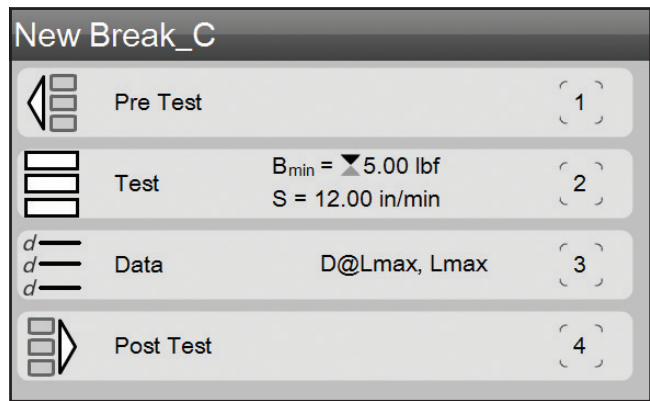 New Break_C
Pre Test 1
Bmin = 5.00 lbf
Test 2
S = 12.00 in/min
d
d Data D@Lmax, Lmax 3
d
Post Test 4